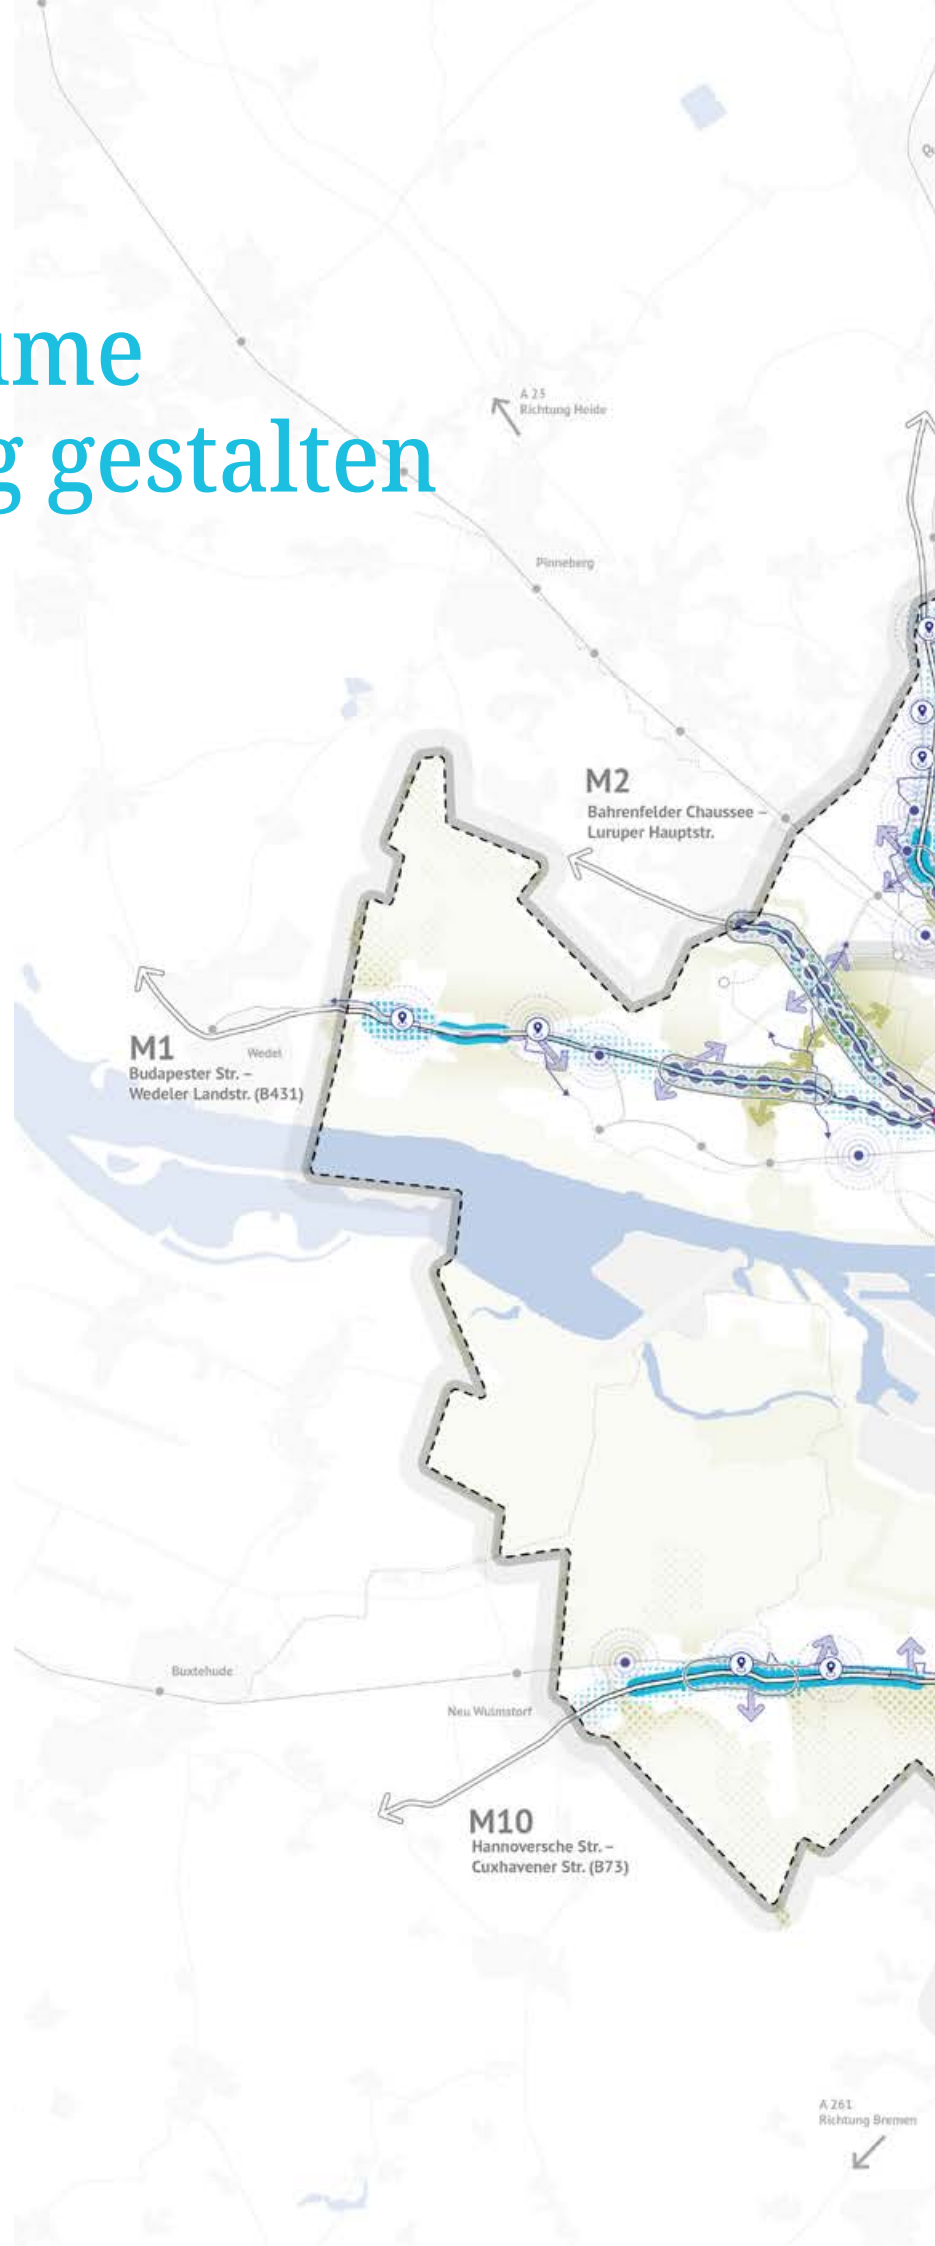 ume
g gestalten
A 23
Richtung Heide
Pinneberg
M2
Bahrenfelder Chaussee –
Luruper Hauptstr.
M1
Wedel
Budapester Str. –
Wedeler Landstr. (B431)
Buxtehude
Neu Wulmstorf
M10
Hannoversche Str. –
Cuxhavener Str. (B73)
A 261
Richtung Bremen